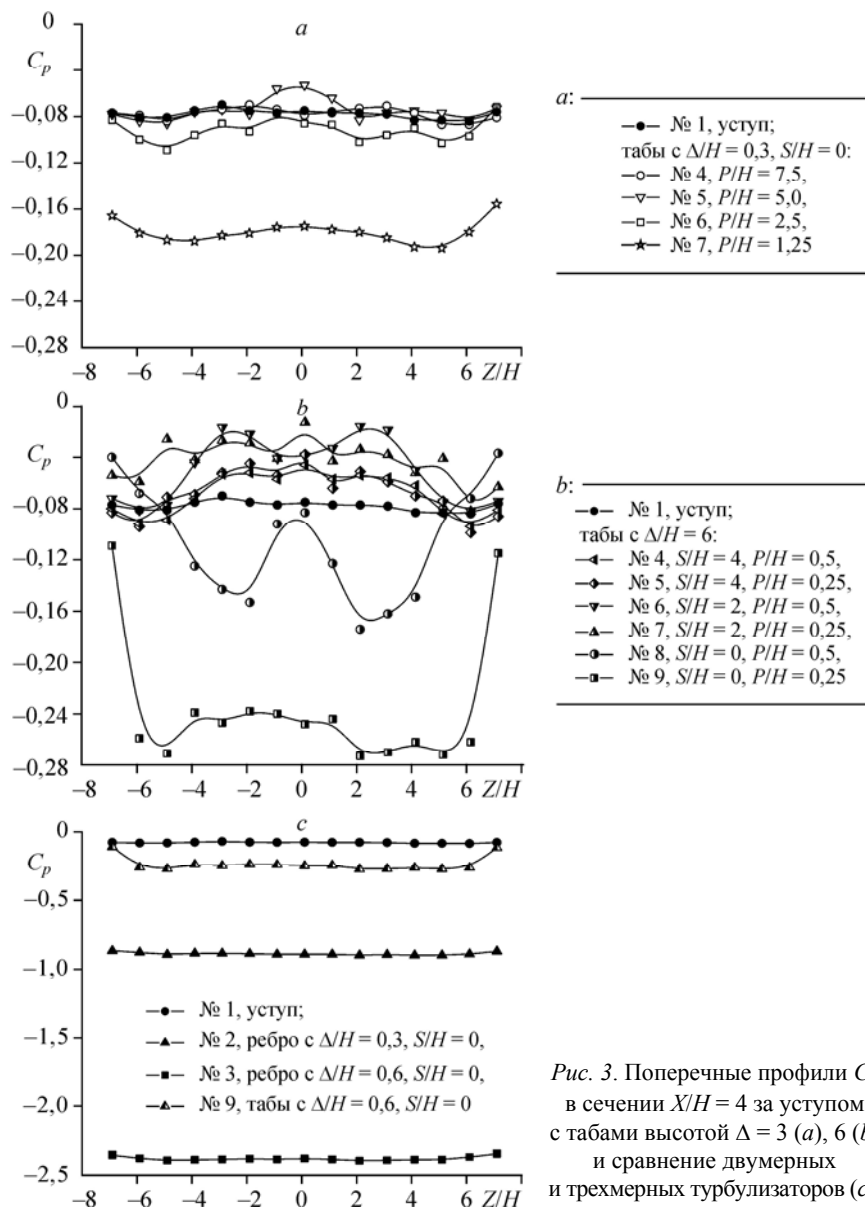 0
a
C_p
–0,08
–0,12
–0,16
–0,20
–0,24
–0,28
–8 –6 –4 –2 0 2 4 6 Z/H
a:
№ 1, уступ;
табы с Δ/H = 0,3, S/H = 0:
№ 4, P/H = 7,5,
№ 5, P/H = 5,0,
№ 6, P/H = 2,5,
№ 7, P/H = 1,25
0
b
C_p
–0,08
–0,12
–0,16
–0,20
–0,24
–0,28
–8 –6 –4 –2 0 2 4 6 Z/H
b:
№ 1, уступ;
табы с Δ/H = 6:
№ 4, S/H = 4, P/H = 0,5,
№ 5, S/H = 4, P/H = 0,25,
№ 6, S/H = 2, P/H = 0,5,
№ 7, S/H = 2, P/H = 0,25,
№ 8, S/H = 0, P/H = 0,5,
№ 9, S/H = 0, P/H = 0,25
0
c
C_p
–0,5
–1,0
–1,5
–2,0
–2,5
–8 –6 –4 –2 0 2 4 6 Z/H
№ 1, уступ;
№ 2, ребро с Δ/H = 0,3, S/H = 0,
№ 3, ребро с Δ/H = 0,6, S/H = 0,
№ 9, табы с Δ/H = 0,6, S/H = 0
Рис. 3. Поперечные профили C
в сечении X/H = 4 за уступом
с табами высотой Δ = 3 (a), 6 (b
и сравнение двумерных
и трехмерных турбулизаторов (c